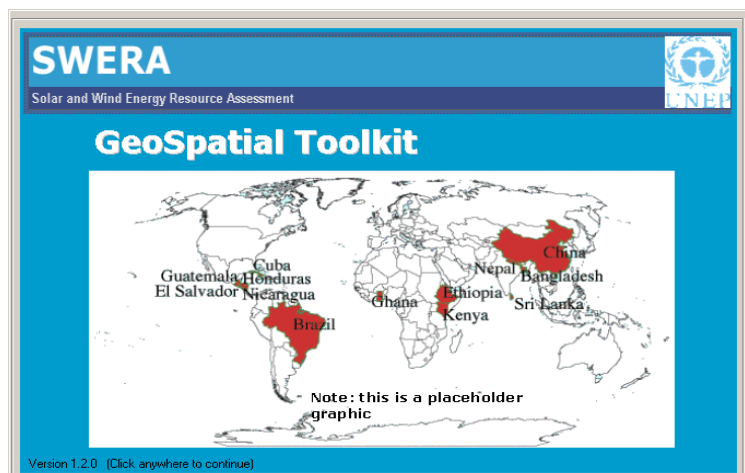 SWERA
Solar and Wind Energy Resource Assessment
UNEP
GeoSpatial Toolkit
China
Cuba
Nepal
Guatemala Honduras
Bangladesh
El Salvador Nicaragua
Ghana
Ethiopia
Sri Lanka
Kenya
Brazil
Note: this is a placeholder
graphic
Version 1.2.0 (Click anywhere to continue)